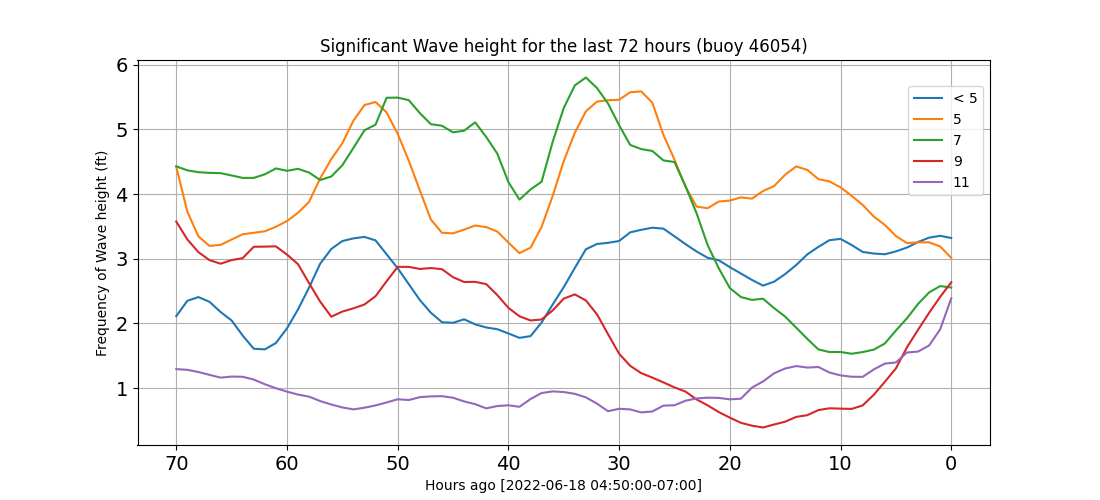 Significant Wave height for the last 72 hours (buoy 46054)
Frequency of Wave height (ft)
6
5
4
3
2
1
< 5
5
7
9
11
70 60 50 40 30 20 10 0
Hours ago [2022-06-18 04:50:00-07:00]